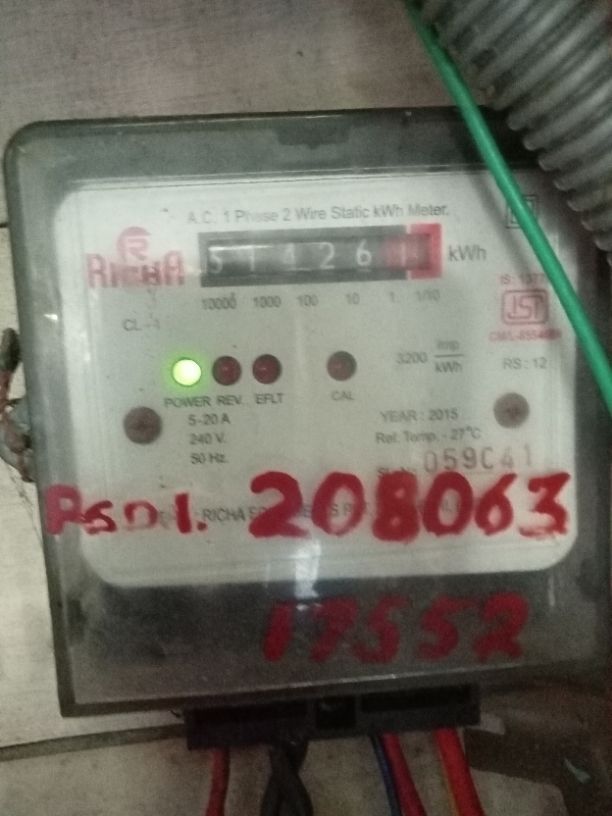 A.C. 1 Phase 2 Wire Static kWh Meter.
R
RICHA
51426 kWh
10000 1000 100 10 1 1/10
CL-1
IS : 13779
3200 imp/kWh
RS : 12
POWER REV. EFLT CAL
5-20 A
240 V.
50 Hz.
YEAR : 2015
Ref. Temp. - 27°C
059C41
RICHA
208063
17552